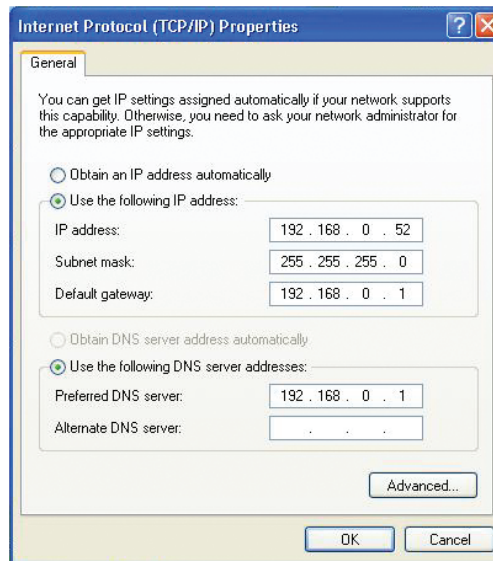 Internet Protocol (TCP/IP) Properties
General
You can get IP settings assigned automatically if your network supports
this capability. Otherwise, you need to ask your network administrator for
the appropriate IP settings.
Obtain an IP address automatically
Use the following IP address:
IP address: 192 . 168 . 0 . 52
Subnet mask: 255 . 255 . 255 . 0
Default gateway: 192 . 168 . 0 . 1
Obtain DNS server address automatically
Use the following DNS server addresses:
Preferred DNS server: 192 . 168 . 0 . 1
Alternate DNS server: . . .
Advanced...
OK Cancel